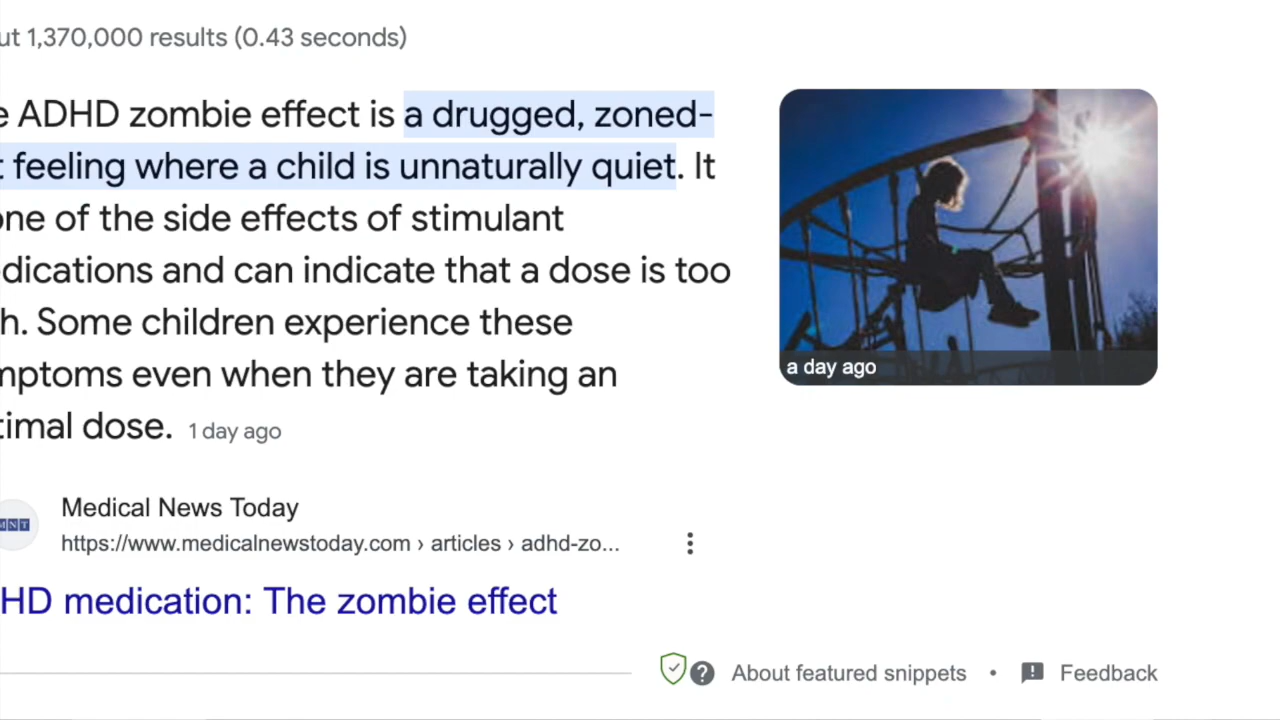 ut 1,370,000 results (0.43 seconds)
e ADHD zombie effect is a drugged, zoned-
t feeling where a child is unnaturally quiet. It
one of the side effects of stimulant
dications and can indicate that a dose is too
h. Some children experience these
mptoms even when they are taking an
timal dose. 1 day ago
a day ago
MNT
Medical News Today
https://www.medicalnewstoday.com › articles › adhd-zo...
HD medication: The zombie effect
About featured snippets • Feedback